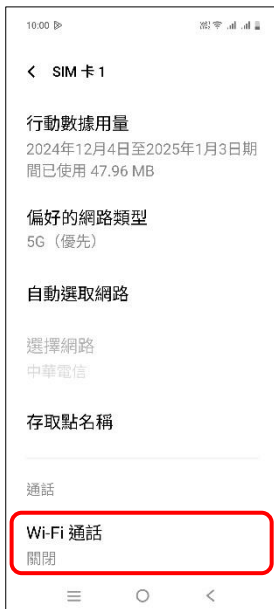 10:00
SIM 卡 1
行動數據用量
2024年12月4日至2025年1月3日期
間已使用 47.96 MB
偏好的網路類型
5G（優先）
自動選取網路
選擇網路
中華電信
存取點名稱
通話
Wi-Fi 通話
關閉